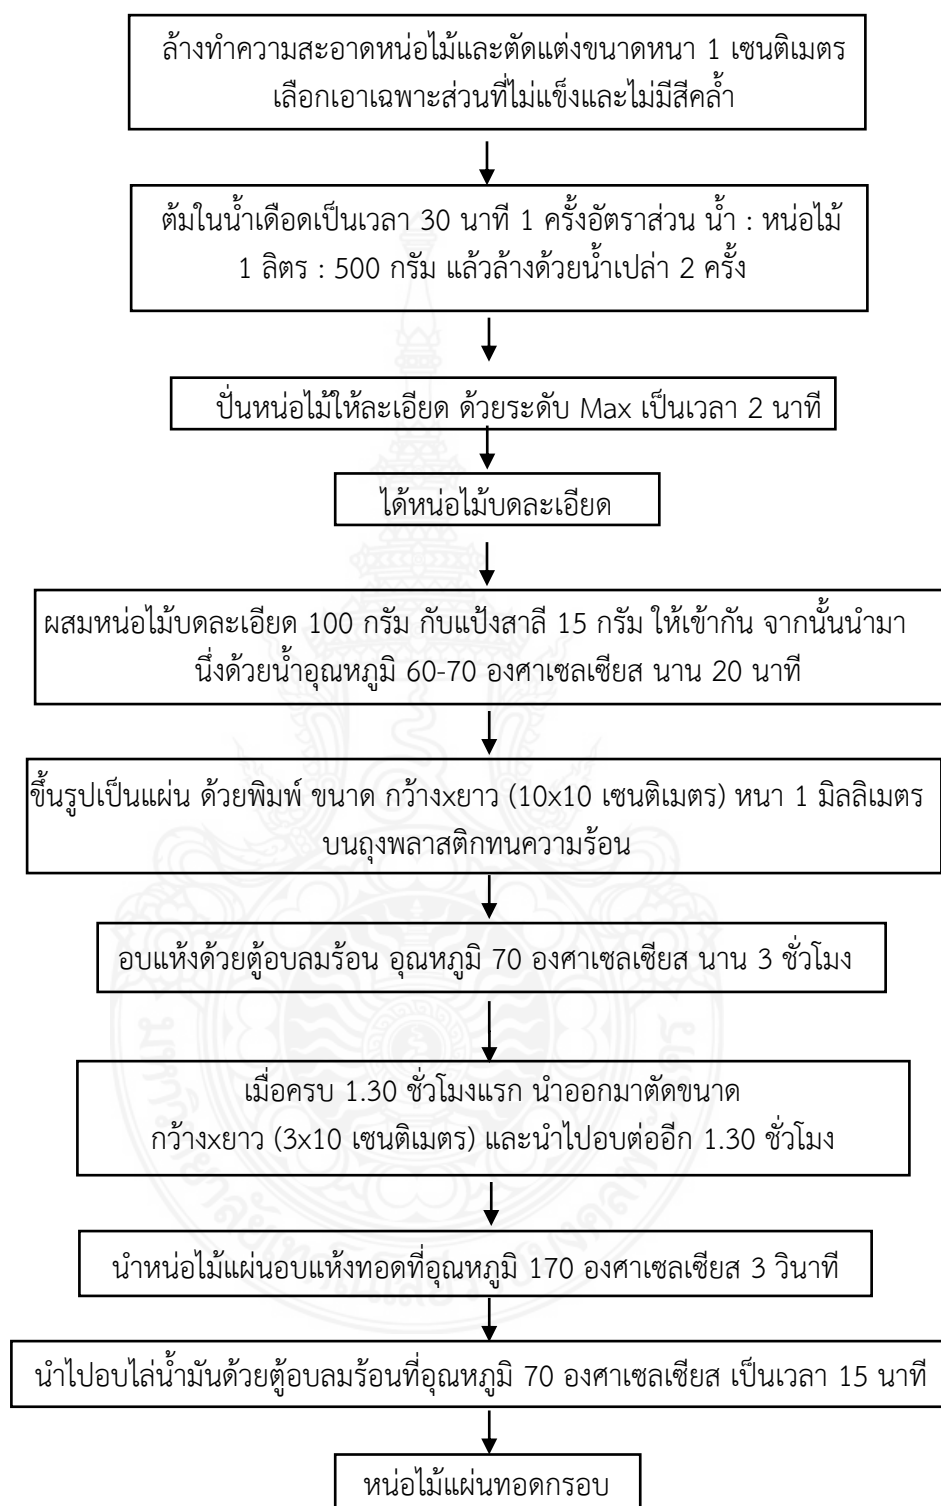 ล้างทำความสะอาดหน่อไม้และตัดแต่งขนาดหนา 1 เซนติเมตร
เลือกเอาเฉพาะส่วนที่ไม่แข็งและไม่มีสีคล้ำ
ต้มในน้ำเดือดเป็นเวลา 30 นาที 1 ครั้งอัตราส่วน น้ำ : หน่อไม้
1 ลิตร : 500 กรัม แล้วล้างด้วยน้ำเปล่า 2 ครั้ง
ปั่นหน่อไม้ให้ละเอียด ด้วยระดับ Max เป็นเวลา 2 นาที
ได้หน่อไม้บดละเอียด
ผสมหน่อไม้บดละเอียด 100 กรัม กับแป้งสาลี 15 กรัม ให้เข้ากัน จากนั้นนำมา
นึ่งด้วยน้ำอุณหภูมิ 60-70 องศาเซลเซียส นาน 20 นาที
ขึ้นรูปเป็นแผ่น ด้วยพิมพ์ ขนาด กว้างxยาว (10x10 เซนติเมตร) หนา 1 มิลลิเมตร
บนถุงพลาสติกทนความร้อน
อบแห้งด้วยตู้อบลมร้อน อุณหภูมิ 70 องศาเซลเซียส นาน 3 ชั่วโมง
เมื่อครบ 1.30 ชั่วโมงแรก นำออกมาตัดขนาด
กว้างxยาว (3x10 เซนติเมตร) และนำไปอบต่ออีก 1.30 ชั่วโมง
นำหน่อไม้แผ่นอบแห้งทอดที่อุณหภูมิ 170 องศาเซลเซียส 3 วินาที
นำไปอบไล่น้ำมันด้วยตู้อบลมร้อนที่อุณหภูมิ 70 องศาเซลเซียส เป็นเวลา 15 นาที
หน่อไม้แผ่นทอดกรอบ